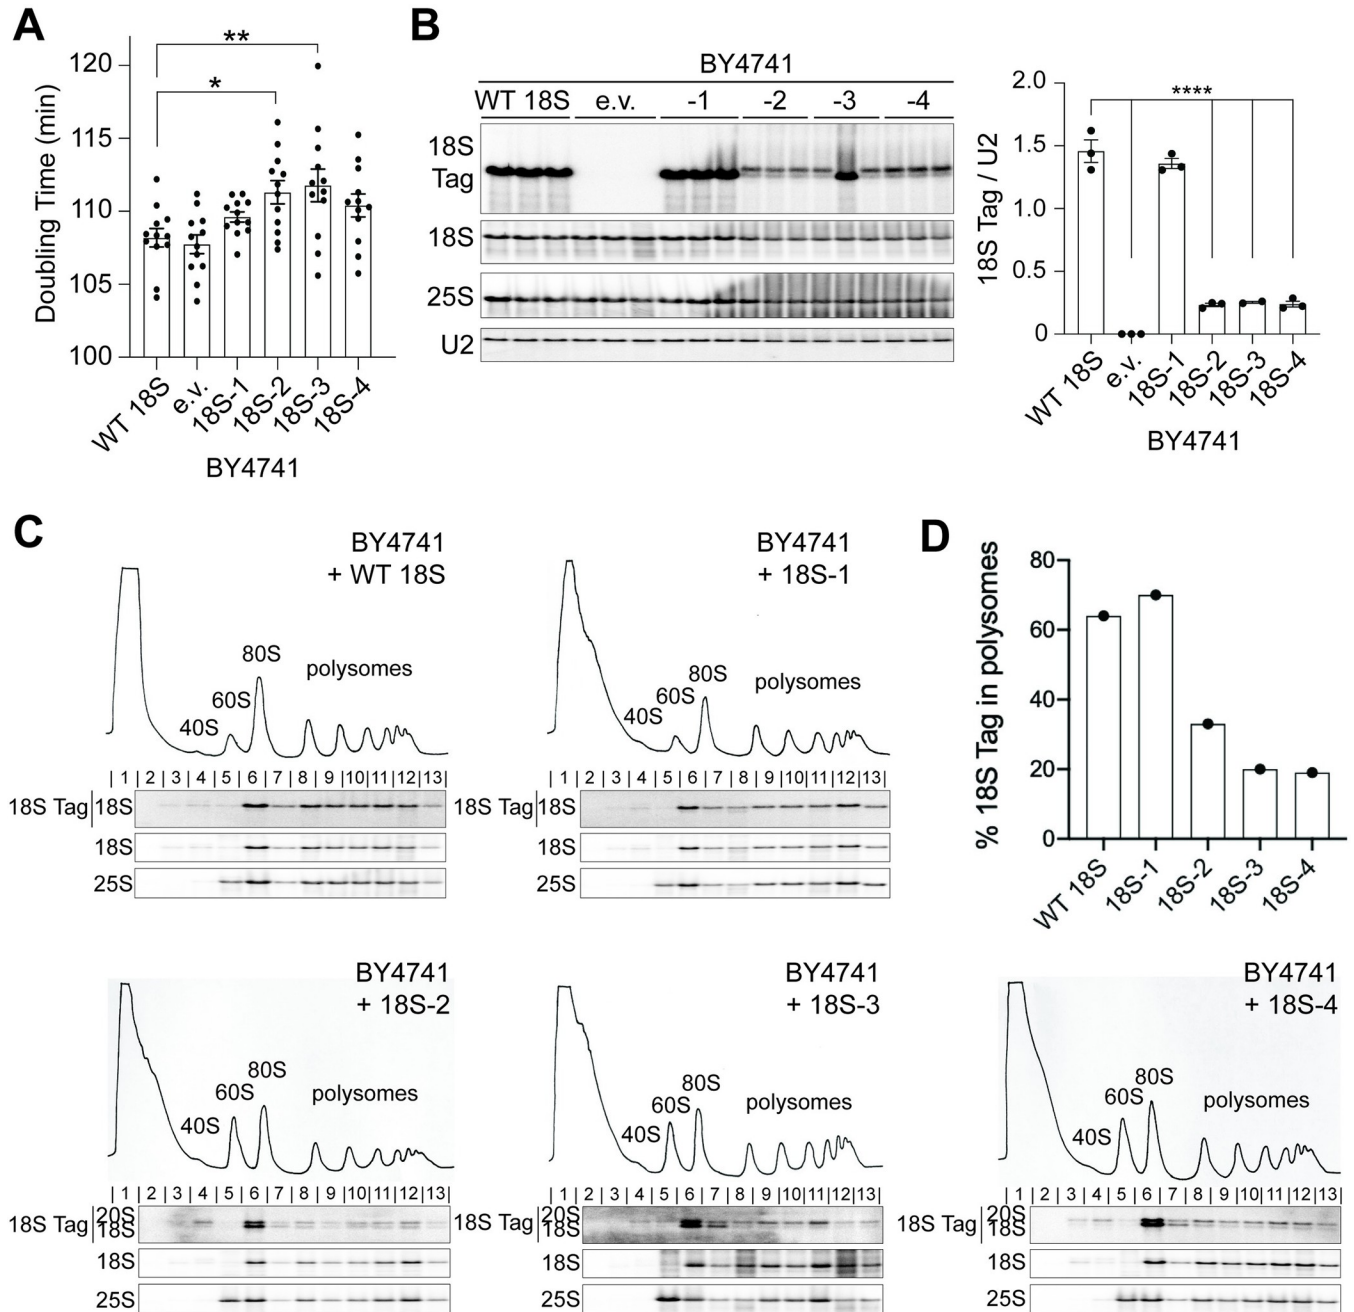 A
**
*
120
115
110
105
100
Doubling Time (min)
WT 18S
e.v.
18S-1
18S-2
18S-3
18S-4
BY4741
B
BY4741
WT 18S e.v. -1 -2 -3 -4
18S
Tag
18S
25S
U2
2.0
1.5
1.0
0.5
0
18S Tag / U2
****
WT 18S
e.v.
18S-1
18S-2
18S-3
18S-4
BY4741
C
BY4741
+ WT 18S
40S
60S
80S
polysomes
1 2 3 4 5 6 7 8 9 10 11 12 13
18S Tag 18S
18S
25S
BY4741
+ 18S-1
40S
60S
80S
polysomes
1 2 3 4 5 6 7 8 9 10 11 12 13
18S Tag 18S
18S
25S
D
80
60
40
20
0
% 18S Tag in polysomes
WT 18S
18S-1
18S-2
18S-3
18S-4
BY4741
+ 18S-2
40S
60S
80S
polysomes
1 2 3 4 5 6 7 8 9 10 11 12 13
20S
18S Tag 18S
18S
25S
BY4741
+ 18S-3
40S
60S
80S
polysomes
1 2 3 4 5 6 7 8 9 10 11 12 13
20S
18S Tag 18S
18S
25S
BY4741
+ 18S-4
40S
60S
80S
polysomes
1 2 3 4 5 6 7 8 9 10 11 12 13
20S
18S Tag 18S
18S
25S